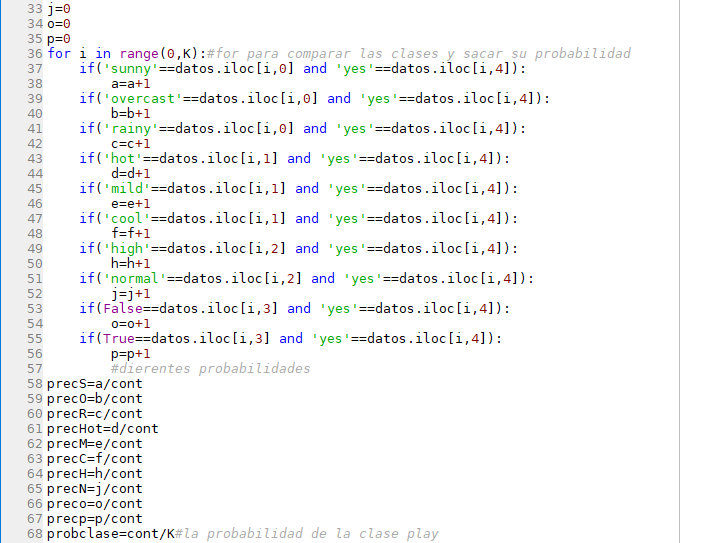 33 j=0
34 o=0
35 p=0
36 for i in range(0,K):#for para comparar las clases y sacar su probabilidad
37     if('sunny'==datos.iloc[i,0] and 'yes'==datos.iloc[i,4]):
38         a=a+1
39     if('overcast'==datos.iloc[i,0] and 'yes'==datos.iloc[i,4]):
40         b=b+1
41     if('rainy'==datos.iloc[i,0] and 'yes'==datos.iloc[i,4]):
42         c=c+1
43     if('hot'==datos.iloc[i,1] and 'yes'==datos.iloc[i,4]):
44         d=d+1
45     if('mild'==datos.iloc[i,1] and 'yes'==datos.iloc[i,4]):
46         e=e+1
47     if('cool'==datos.iloc[i,1] and 'yes'==datos.iloc[i,4]):
48         f=f+1
49     if('high'==datos.iloc[i,2] and 'yes'==datos.iloc[i,4]):
50         h=h+1
51     if('normal'==datos.iloc[i,2] and 'yes'==datos.iloc[i,4]):
52         j=j+1
53     if(False==datos.iloc[i,3] and 'yes'==datos.iloc[i,4]):
54         o=o+1
55     if(True==datos.iloc[i,3] and 'yes'==datos.iloc[i,4]):
56         p=p+1
57         #dierentes probabilidades
58 precS=a/cont
59 precO=b/cont
60 precR=c/cont
61 precHot=d/cont
62 precM=e/cont
63 precC=f/cont
64 precH=h/cont
65 precN=j/cont
66 preco=o/cont
67 precp=p/cont
68 probclase=cont/K#la probabilidad de la clase play